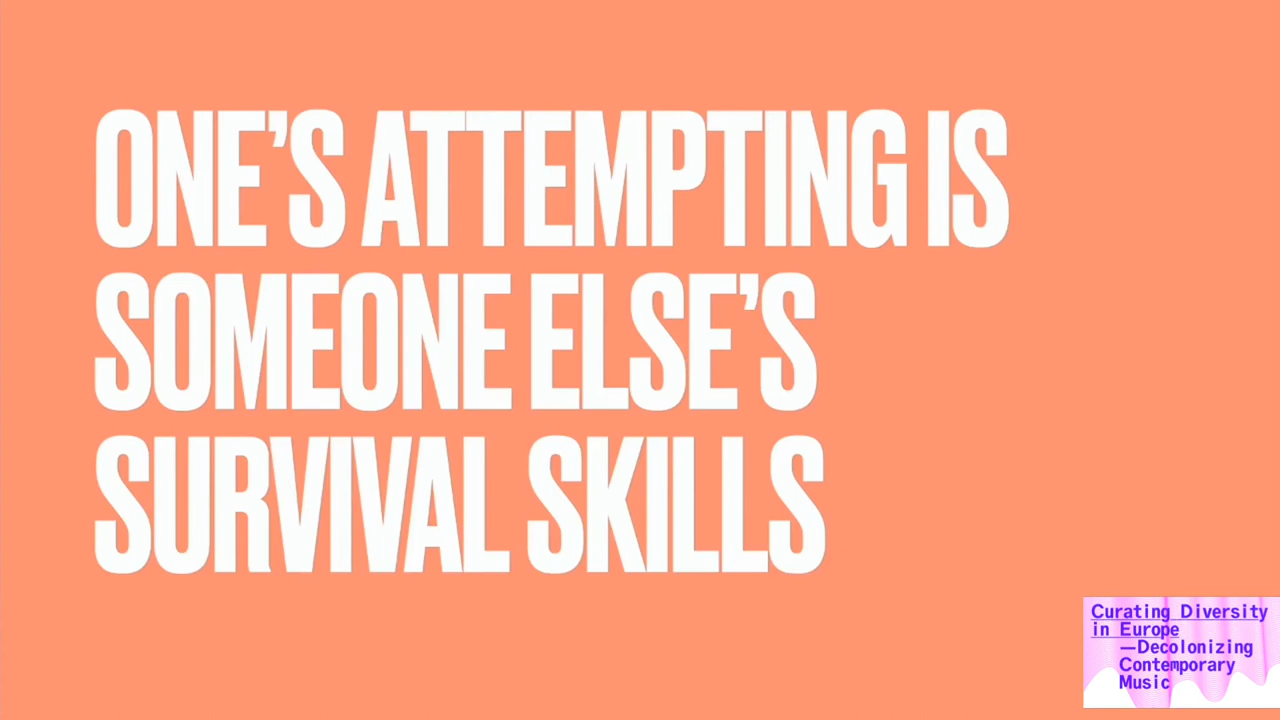 ONE’S ATTEMPTING IS
SOMEONE ELSE’S
SURVIVAL SKILLS
Curating Diversity
in Europe
—Decolonizing
Contemporary
Music